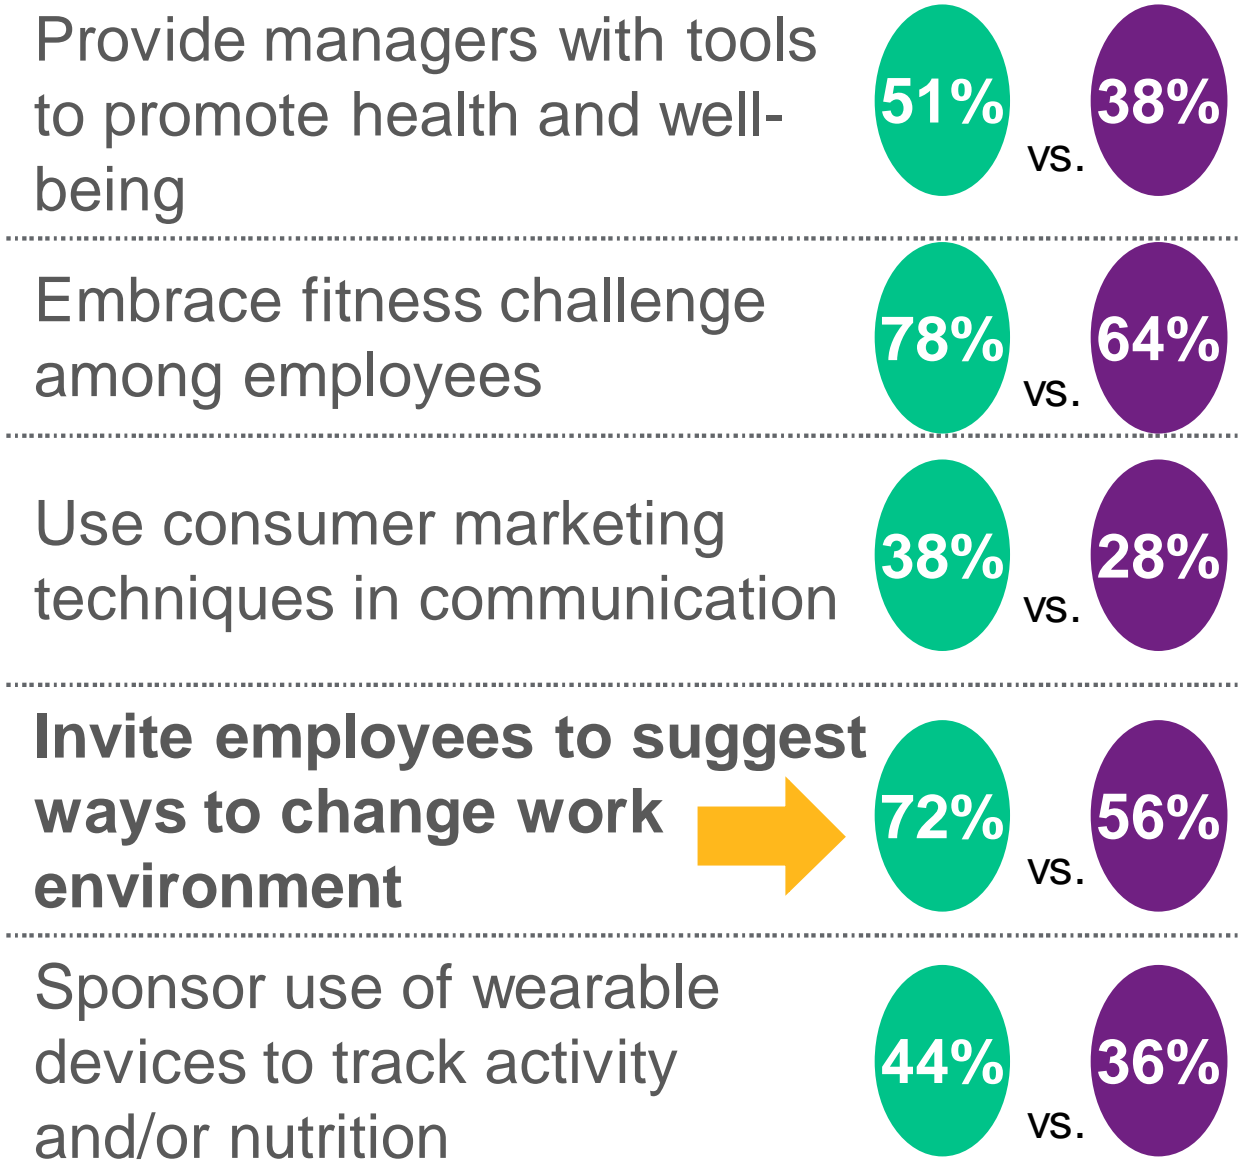 Provide managers with tools
to promote health and well-
being
51% vs. 38%
Embrace fitness challenge
among employees
78% vs. 64%
Use consumer marketing
techniques in communication
38% vs. 28%
Invite employees to suggest
ways to change work
environment
72% vs. 56%
Sponsor use of wearable
devices to track activity
and/or nutrition
44% vs. 36%